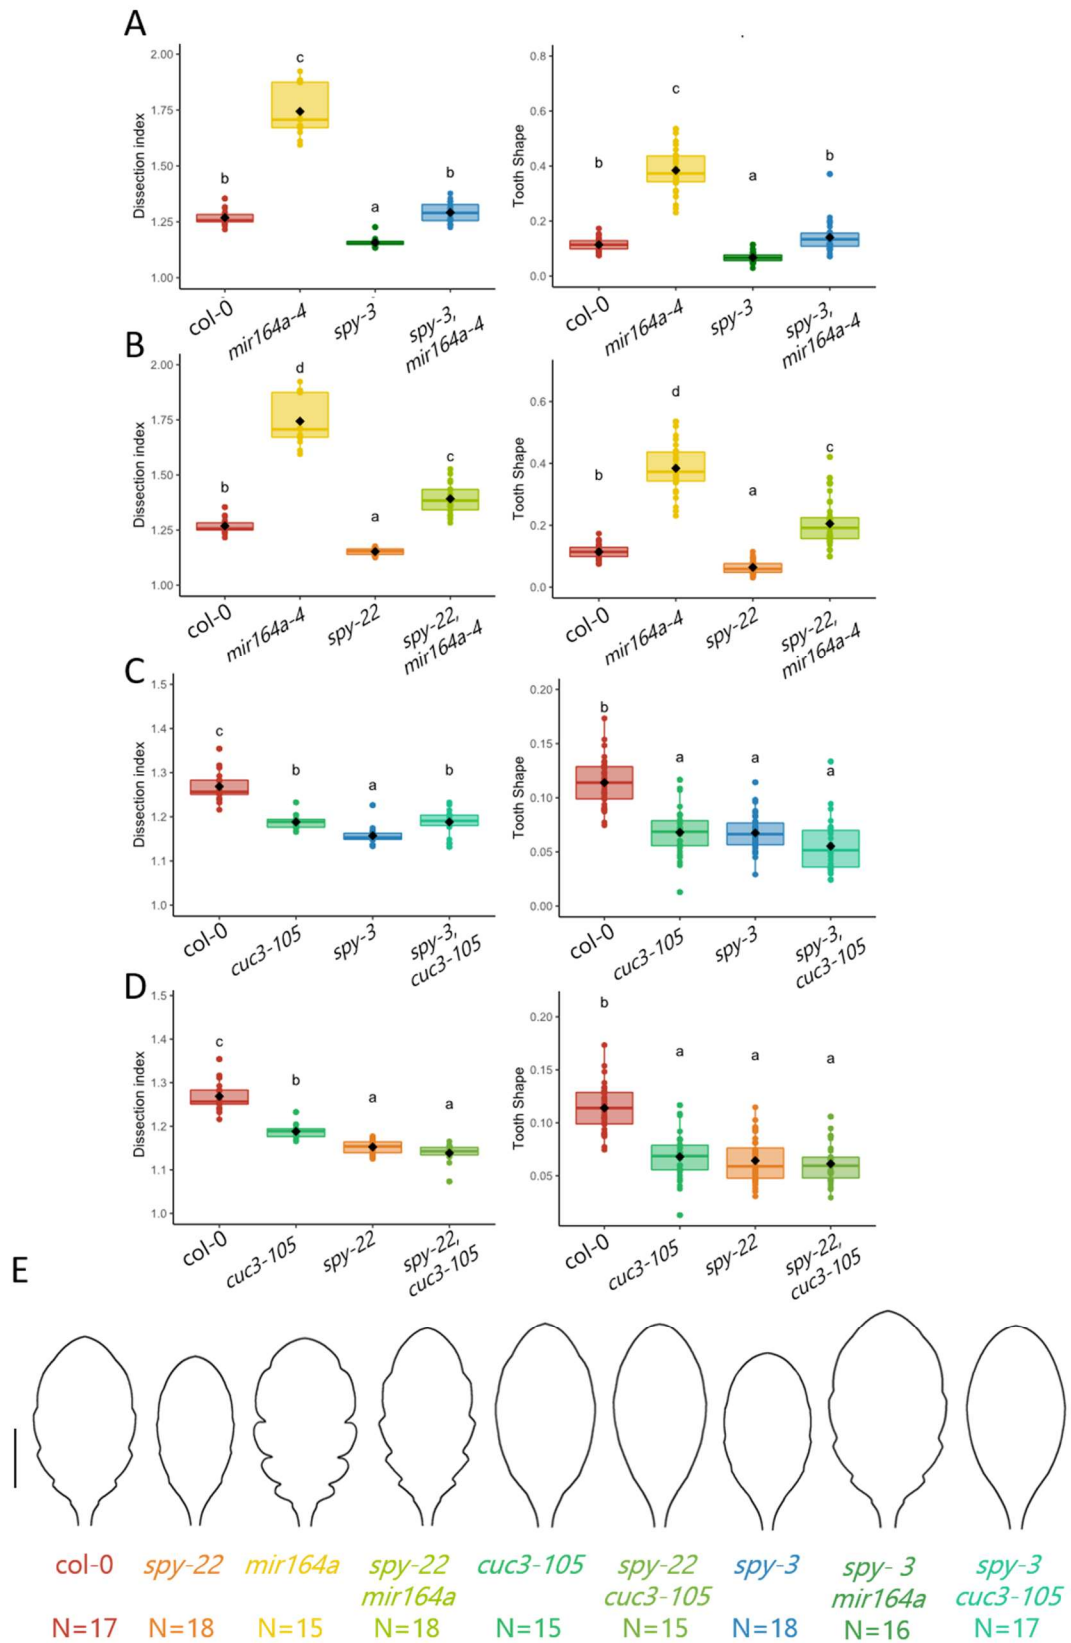 A
Dissection index
2.00
1.75
1.50
1.25
1.00
b
c
a
b
col-0
mir164a-4
spy-3
spy-3,
mir164a-4
Tooth Shape
0.8
0.6
0.4
0.2
0.0
b
c
a
b
col-0
mir164a-4
spy-3
spy-3,
mir164a-4
B
Dissection index
2.00
1.75
1.50
1.25
1.00
b
d
a
c
col-0
mir164a-4
spy-22
spy-22,
mir164a-4
Tooth Shape
0.6
0.4
0.2
0.0
b
d
a
c
col-0
mir164a-4
spy-22
spy-22,
mir164a-4
C
Dissection index
1.5
1.4
1.3
1.2
1.1
1.0
c
b
a
b
col-0
cuc3-105
spy-3
spy-3,
cuc3-105
Tooth Shape
0.20
0.15
0.10
0.05
0.00
b
a
a
a
col-0
cuc3-105
spy-3
spy-3,
cuc3-105
D
Dissection index
1.5
1.4
1.3
1.2
1.1
1.0
c
b
a
a
col-0
cuc3-105
spy-22
spy-22,
cuc3-105
Tooth Shape
0.20
0.15
0.10
0.05
b
a
a
a
col-0
cuc3-105
spy-22
spy-22,
cuc3-105
E
col-0
N=17
spy-22
N=18
mir164a
N=15
spy-22
mir164a
N=18
cuc3-105
N=15
spy-22
cuc3-105
N=15
spy-3
N=18
spy- 3
mir164a
N=16
spy-3
cuc3-105
N=17